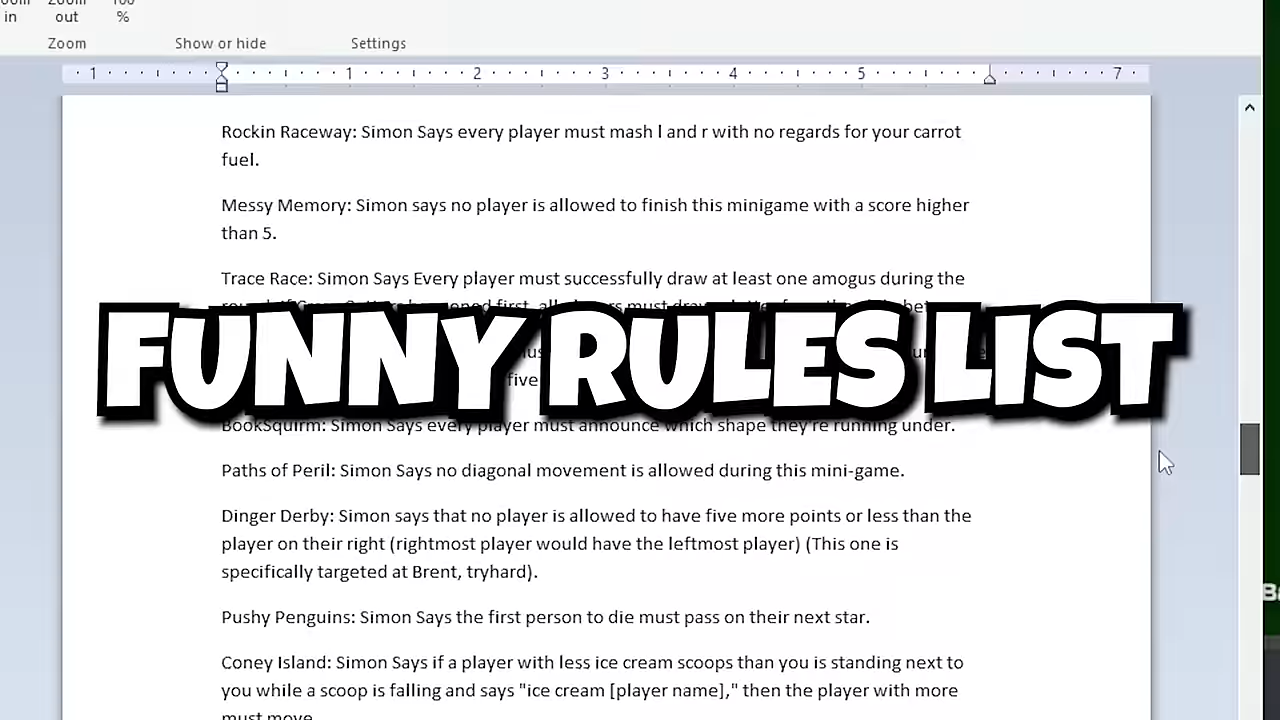 in out %
Zoom Show or hide Settings
1 1 2 3 4 5 7
Rockin Raceway: Simon Says every player must mash l and r with no regards for your carrot
fuel.
Messy Memory: Simon says no player is allowed to finish this minigame with a score higher
than 5.
Trace Race: Simon Says Every player must successfully draw at least one amogus during the
FUNNY RULES LIST
five
BookSquirm: Simon Says every player must announce which shape they're running under.
Paths of Peril: Simon Says no diagonal movement is allowed during this mini-game.
Dinger Derby: Simon says that no player is allowed to have five more points or less than the
player on their right (rightmost player would have the leftmost player) (This one is
specifically targeted at Brent, tryhard).
Pushy Penguins: Simon Says the first person to die must pass on their next star.
Coney Island: Simon Says if a player with less ice cream scoops than you is standing next to
you while a scoop is falling and says "ice cream [player name]," then the player with more
must move